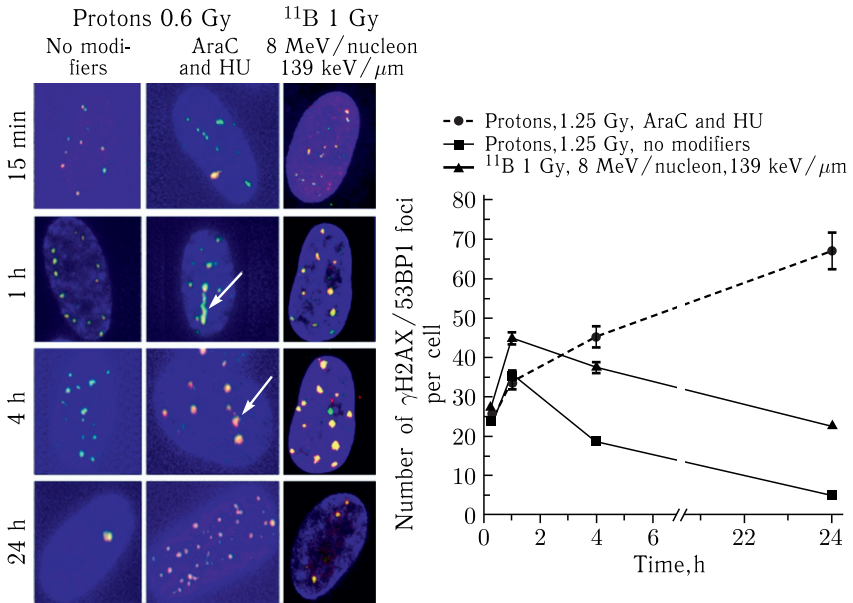 Protons 0.6 Gy
¹¹B 1 Gy
No modi-
fiers
AraC
and HU
8 MeV/nucleon
139 keV/μm
15 min
1 h
4 h
24 h
Protons,1.25 Gy, AraC and HU
Protons,1.25 Gy, no modifiers
¹¹B 1 Gy, 8 MeV/nucleon,139 keV/μm
Number of γH2AX/53BP1 foci
per cell
80
70
60
50
40
30
20
10
0
0 2 4 6 22 24
Time,h